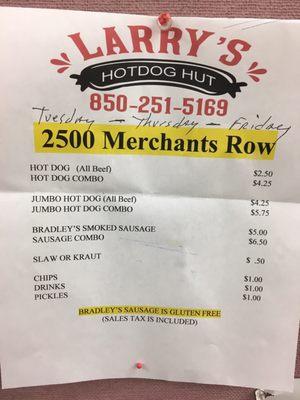 LARRY'S
HOTDOG HUT
850-251-5169
Tuesday – Thursday – Friday
2500 Merchants Row
HOT DOG (All Beef) $2.50
HOT DOG COMBO $4.25
JUMBO HOT DOG (All Beef) $4.25
JUMBO HOT DOG COMBO $5.75
BRADLEY'S SMOKED SAUSAGE $5.00
SAUSAGE COMBO $6.50
SLAW OR KRAUT $ .50
CHIPS $1.00
DRINKS $1.00
PICKLES $1.00
BRADLEY'S SAUSAGE IS GLUTEN FREE
(SALES TAX IS INCLUDED)